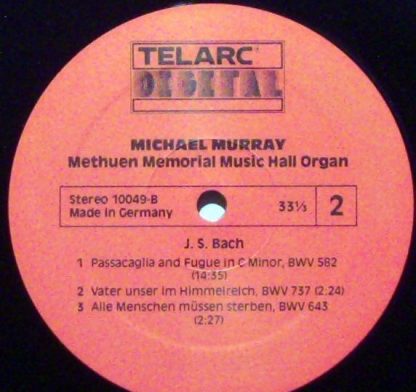 TELARC
DIGITAL
MICHAEL MURRAY
Methuen Memorial Music Hall Organ
Stereo 10049-B
Made in Germany
33⅓
2
J. S. Bach
1 Passacaglia and Fugue in C Minor, BWV 582
(14:35)
2 Vater unser im Himmelreich, BWV 737 (2:24)
3 Alle Menschen müssen sterben, BWV 643
(2:27)